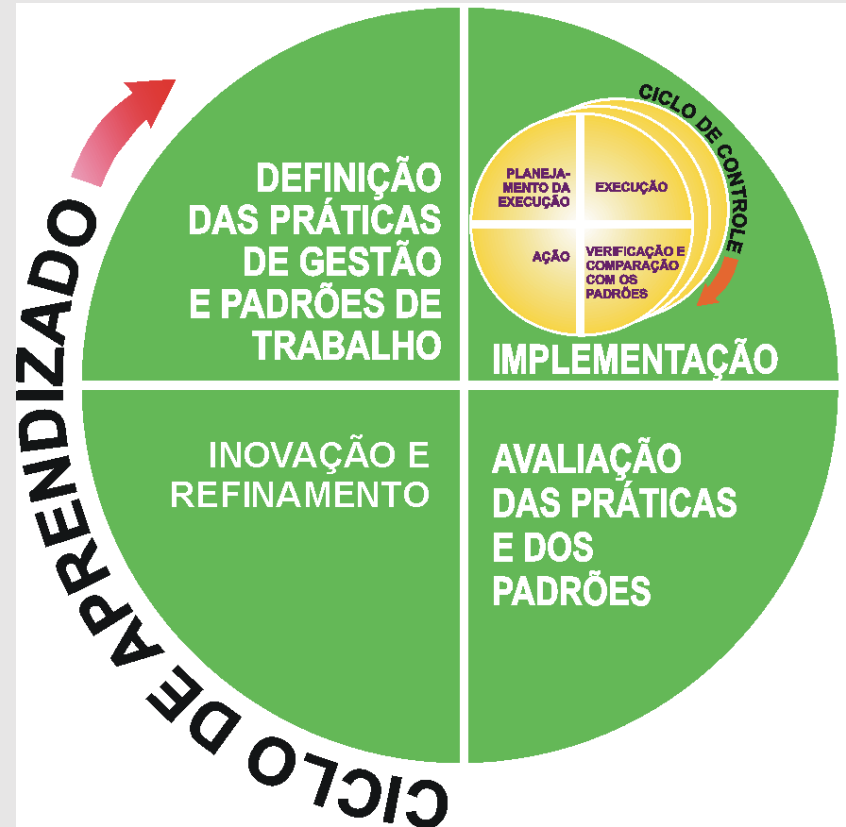 CICLO DE APRENDIZADO
DEFINIÇÃO
DAS PRÁTICAS
DE GESTÃO
E PADRÕES DE
TRABALHO
CICLO DE CONTROLE
PLANEJA-
MENTO DA
EXECUÇÃO
EXECUÇÃO
AÇÃO
VERIFICAÇÃO E
COMPARAÇÃO
COM OS
PADRÕES
IMPLEMENTAÇÃO
INOVAÇÃO E
REFINAMENTO
AVALIAÇÃO
DAS PRÁTICAS
E DOS
PADRÕES